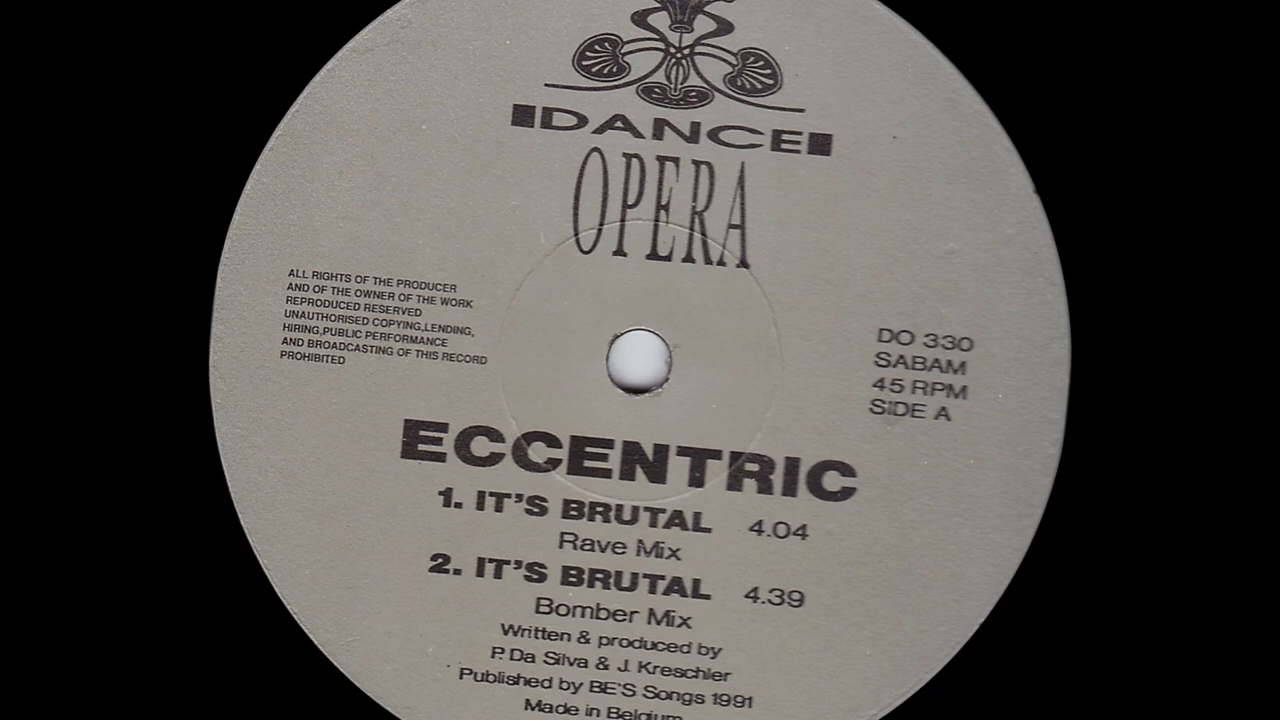 DANCE
OPERA
ALL RIGHTS OF THE PRODUCER
AND OF THE OWNER OF THE WORK
REPRODUCED RESERVED
UNAUTHORISED COPYING,LENDING,
HIRING,PUBLIC PERFORMANCE
AND BROADCASTING OF THIS RECORD
PROHIBITED
DO 330
SABAM
45 RPM
SIDE A
ECCENTRIC
1. IT'S BRUTAL 4.04
Rave Mix
2. IT'S BRUTAL 4.39
Bomber Mix
Written & produced by
P. Da Silva & J. Kreschler
Published by BE'S Songs 1991
Made in Belgium